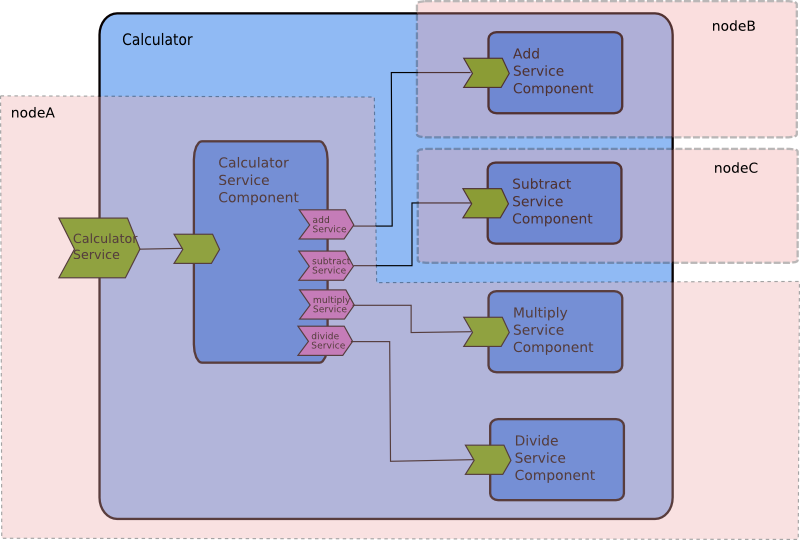 nodeB
Calculator
Add
Service
Component
nodeA
nodeC
Calculator
Service
Component
Subtract
Service
Component
add
Service
Calculator
Service
subtract
Service
multiply
Service
Multiply
Service
Component
divide
Service
Divide
Service
Component